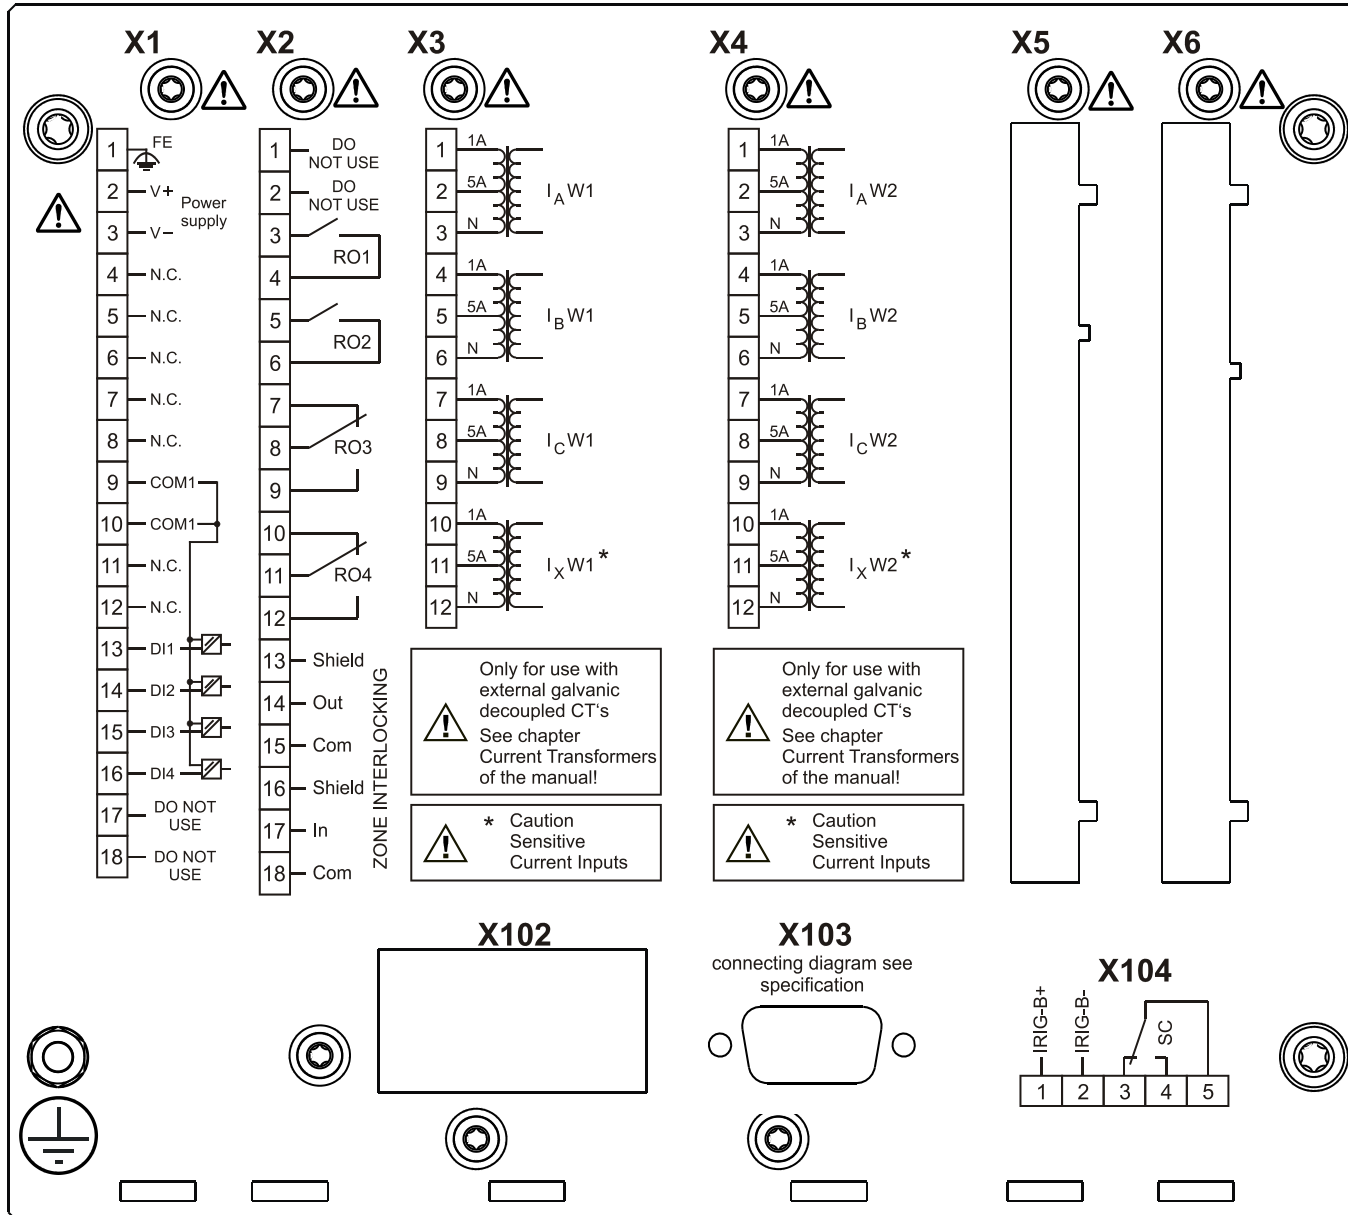 X1
X2
X3
X4
X5
X6
1 FE
2 V+
Power
supply
3 V−
4 N.C.
5 N.C.
6 N.C.
7 N.C.
8 N.C.
9 COM1
10 COM1
11 N.C.
12 N.C.
13 DI1
14 DI2
15 DI3
16 DI4
17 DO NOT
USE
18 DO NOT
USE
1 DO
NOT USE
2 DO
NOT USE
3
RO1
4
5
RO2
6
7
8 RO3
9
10
11 RO4
12
13 Shield
14 Out
15 Com
16 Shield
17 In
18 Com
ZONE INTERLOCKING
1 1A
2 5A IAW1
3 N
4 1A
5 5A IBW1
6 N
7 1A
8 5A ICW1
9 N
10 1A
11 5A IXW1*
12 N
Only for use with
external galvanic
decoupled CT‘s
See chapter
Current Transformers
of the manual!
* Caution
Sensitive
Current Inputs
1 1A
2 5A IAW2
3 N
4 1A
5 5A IBW2
6 N
7 1A
8 5A ICW2
9 N
10 1A
11 5A IXW2*
12 N
Only for use with
external galvanic
decoupled CT‘s
See chapter
Current Transformers
of the manual!
* Caution
Sensitive
Current Inputs
X102
X103
connecting diagram see
specification
X104
IRIG-B+
IRIG-B-
SC
1 2 3 4 5